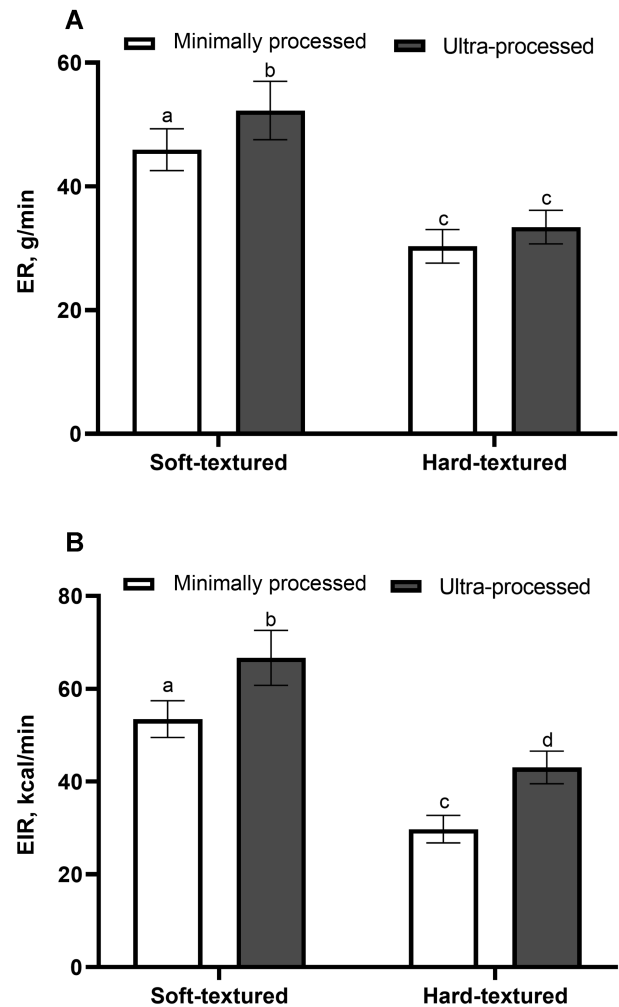 A
Minimally processed
Ultra-processed
60
40
20
0
ER, g/min
a
b
c
c
Soft-textured
Hard-textured
B
Minimally processed
Ultra-processed
80
60
40
20
0
EIR, kcal/min
a
b
c
d
Soft-textured
Hard-textured